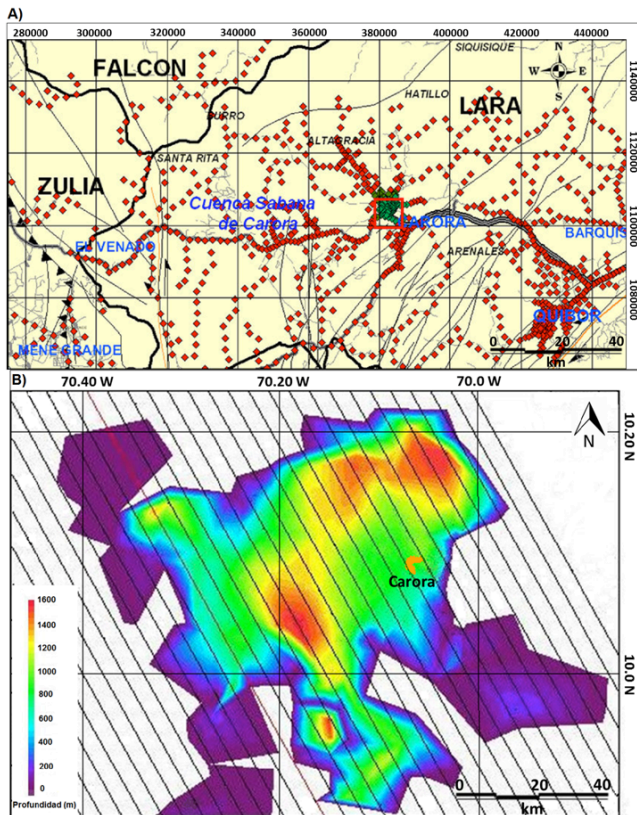 A)
280000 300000 320000 340000 360000 380000 400000 420000 440000
SIQUISIQUE
N
W E
S
1140000
FALCON
HATILLO
LARA
BURRO
ALTAGRACIA
1120000
SANTA RITA
ZULIA
Cuenca Sabana
de Carora
1100000
CARORA
BARQUIS
EL VENADO
ARENALES
1080000
QUIBOR
MENE GRANDE
0 20 40
km
B)
70.40 W 70.20 W 70.0 W
10.20 N
N
Carora
1600
1400
1200
1000
800
600
400
200
0
Profundidad (m)
10.0 N
0 20 40
km